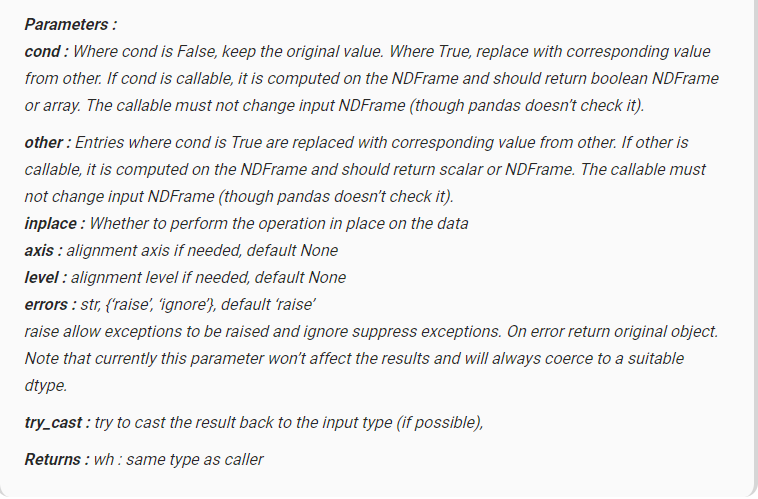 Parameters :
cond : Where cond is False, keep the original value. Where True, replace with corresponding value
from other. If cond is callable, it is computed on the NDFrame and should return boolean NDFrame
or array. The callable must not change input NDFrame (though pandas doesn’t check it).
other : Entries where cond is True are replaced with corresponding value from other. If other is
callable, it is computed on the NDFrame and should return scalar or NDFrame. The callable must
not change input NDFrame (though pandas doesn’t check it).
inplace : Whether to perform the operation in place on the data
axis : alignment axis if needed, default None
level : alignment level if needed, default None
errors : str, {‘raise’, ‘ignore’}, default ‘raise’
raise allow exceptions to be raised and ignore suppress exceptions. On error return original object.
Note that currently this parameter won’t affect the results and will always coerce to a suitable
dtype.
try_cast : try to cast the result back to the input type (if possible),
Returns : wh : same type as caller